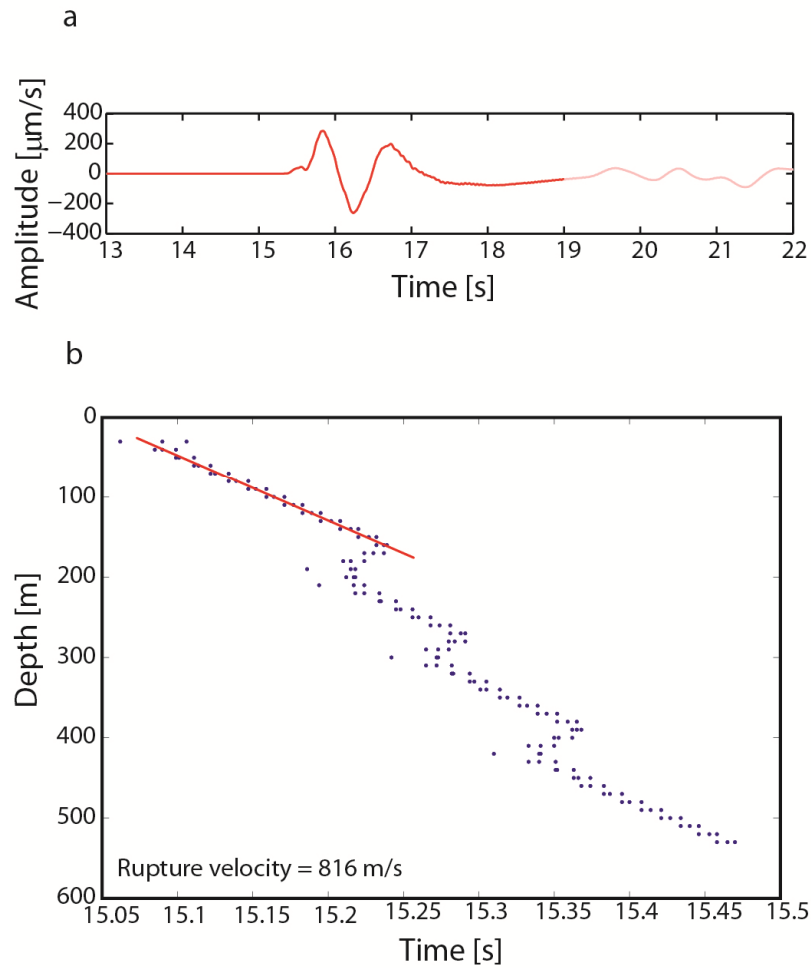 a
400
200
0
−200
−400
Amplitude [μm/s]
13 14 15 16 17 18 19 20 21 22
Time [s]
b
0
100
200
300
400
500
600
Depth [m]
Rupture velocity = 816 m/s
15.05 15.1 15.15 15.2 15.25 15.3 15.35 15.4 15.45 15.5
Time [s]